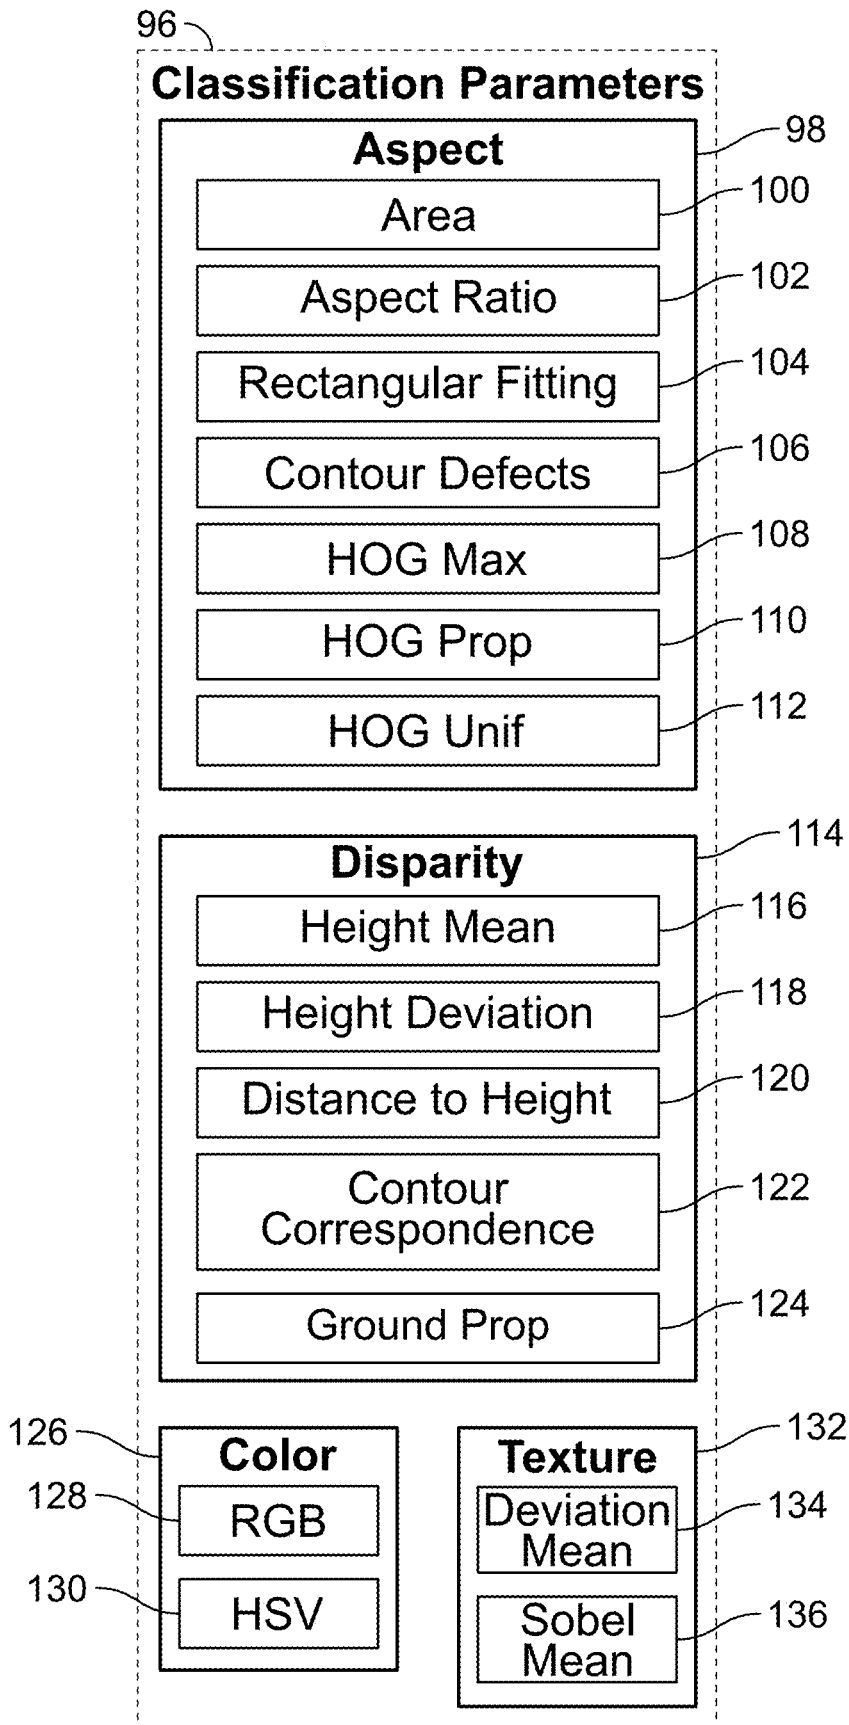 96
Classification Parameters
98
Aspect
100
Area
102
Aspect Ratio
104
Rectangular Fitting
106
Contour Defects
108
HOG Max
110
HOG Prop
112
HOG Unif
114
Disparity
116
Height Mean
118
Height Deviation
120
Distance to Height
122
Contour
Correspondence
124
Ground Prop
126
Color
128
RGB
130
HSV
132
Texture
134
Deviation
Mean
136
Sobel
Mean